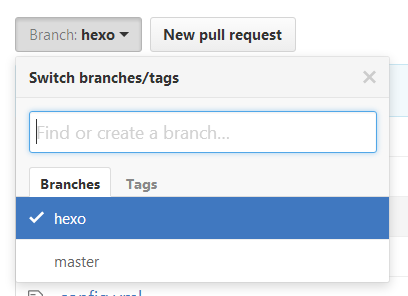 Branch: hexo New pull request
Switch branches/tags
Find or create a branch...
Branches Tags
hexo
master
_config.yml